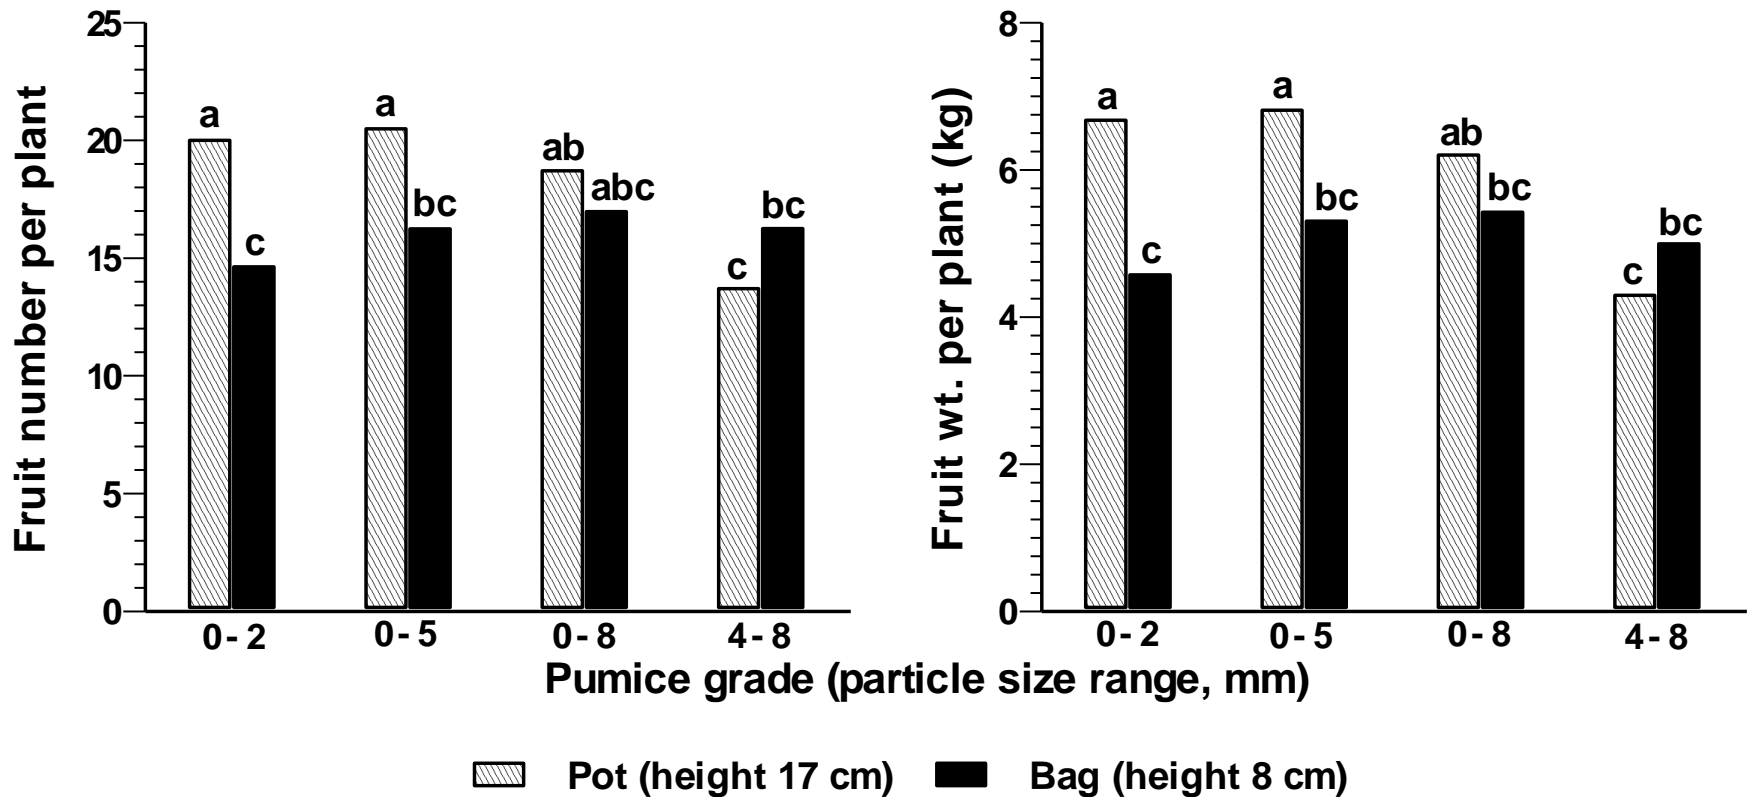 Fruit number per plant
25
20
15
10
5
0
a
c
a
bc
ab
abc
c
bc
0-2
0-5
0-8
4-8
Fruit wt. per plant (kg)
8
6
4
2
0
a
c
a
bc
ab
bc
c
bc
0-2
0-5
0-8
4-8
Pumice grade (particle size range, mm)
Pot (height 17 cm)
Bag (height 8 cm)